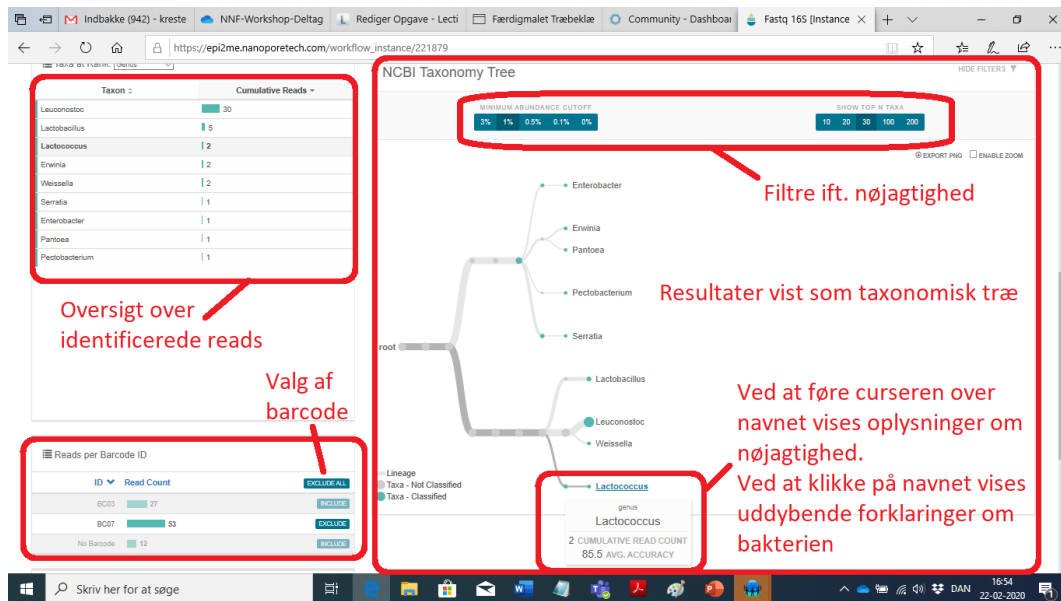 Indbakke (942) - kreste
NNF-Workshop-Deltag
Rediger Opgave - Lecti
Færdigmalet Træbeklæ
Community - Dashboar
Fastq 16S [Instance
https://epi2me.nanoporetech.com/workflow_instance/221879
Taxa at Rank: Genus
Taxon
Cumulative Reads
Leuconostoc 30
Lactobacillus 5
Lactococcus 2
Erwinia 2
Weissella 2
Serratia 1
Enterobacter 1
Pantoea 1
Pectobacterium 1
Oversigt over
identificerede reads
Valg af
barcode
Reads per Barcode ID
ID Read Count EXCLUDE ALL
BC03 27 INCLUDE
BC07 53 EXCLUDE
No Barcode 12 INCLUDE
NCBI Taxonomy Tree
HIDE FILTERS
MINIMUM ABUNDANCE CUTOFF
3% 1% 0.5% 0.1% 0%
SHOW TOP N TAXA
10 20 30 100 200
EXPORT PNG ENABLE ZOOM
Filtre ift. nøjagtighed
Enterobacter
Erwinia
Pantoea
Pectobacterium
Resultater vist som taxonomisk træ
Serratia
root
Lactobacillus
Leuconostoc
Weissella
Lactococcus
Lineage
Taxa - Not Classified
Taxa - Classified
genus
Lactococcus
2 CUMULATIVE READ COUNT
85.5 AVG. ACCURACY
Ved at føre curseren over
navnet vises oplysninger om
nøjagtighed.
Ved at klikke på navnet vises
uddybende forklaringer om
bakterien
Skriv her for at søge
DAN
16:54
22-02-2020